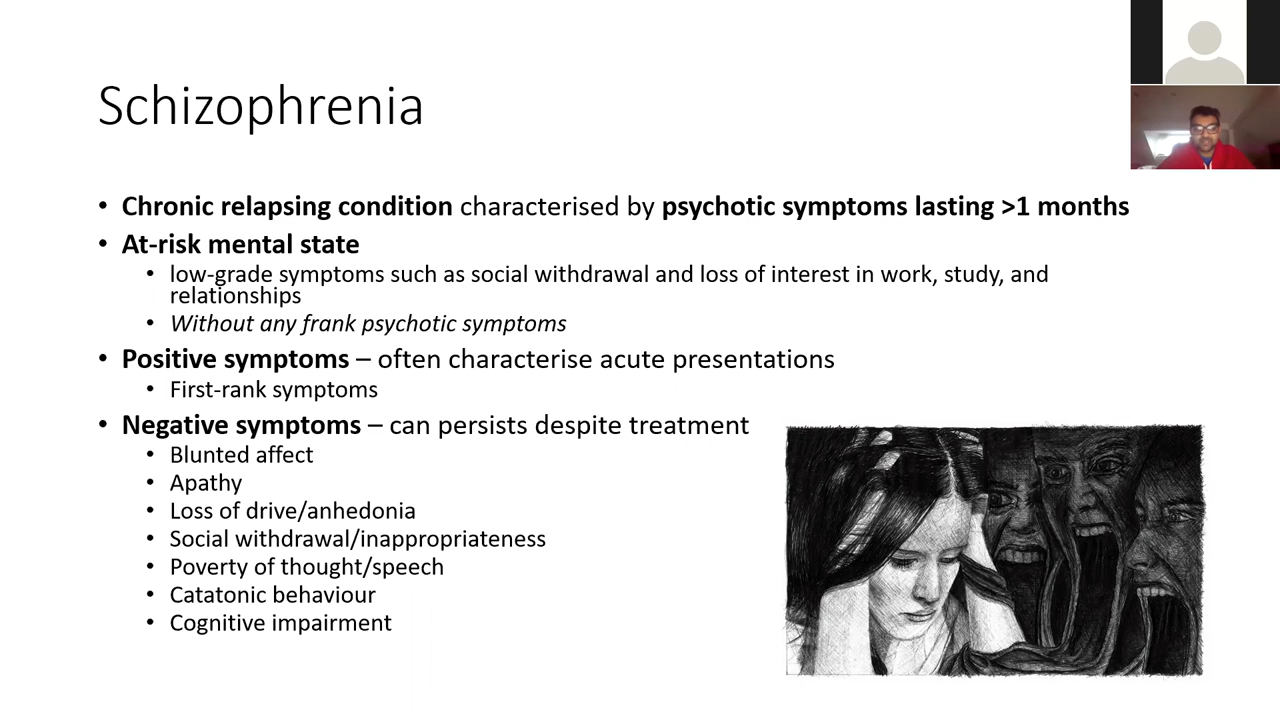 Schizophrenia
• Chronic relapsing condition characterised by psychotic symptoms lasting >1 months
• At-risk mental state
• low-grade symptoms such as social withdrawal and loss of interest in work, study, and
relationships
• Without any frank psychotic symptoms
• Positive symptoms – often characterise acute presentations
• First-rank symptoms
• Negative symptoms – can persists despite treatment
• Blunted affect
• Apathy
• Loss of drive/anhedonia
• Social withdrawal/inappropriateness
• Poverty of thought/speech
• Catatonic behaviour
• Cognitive impairment